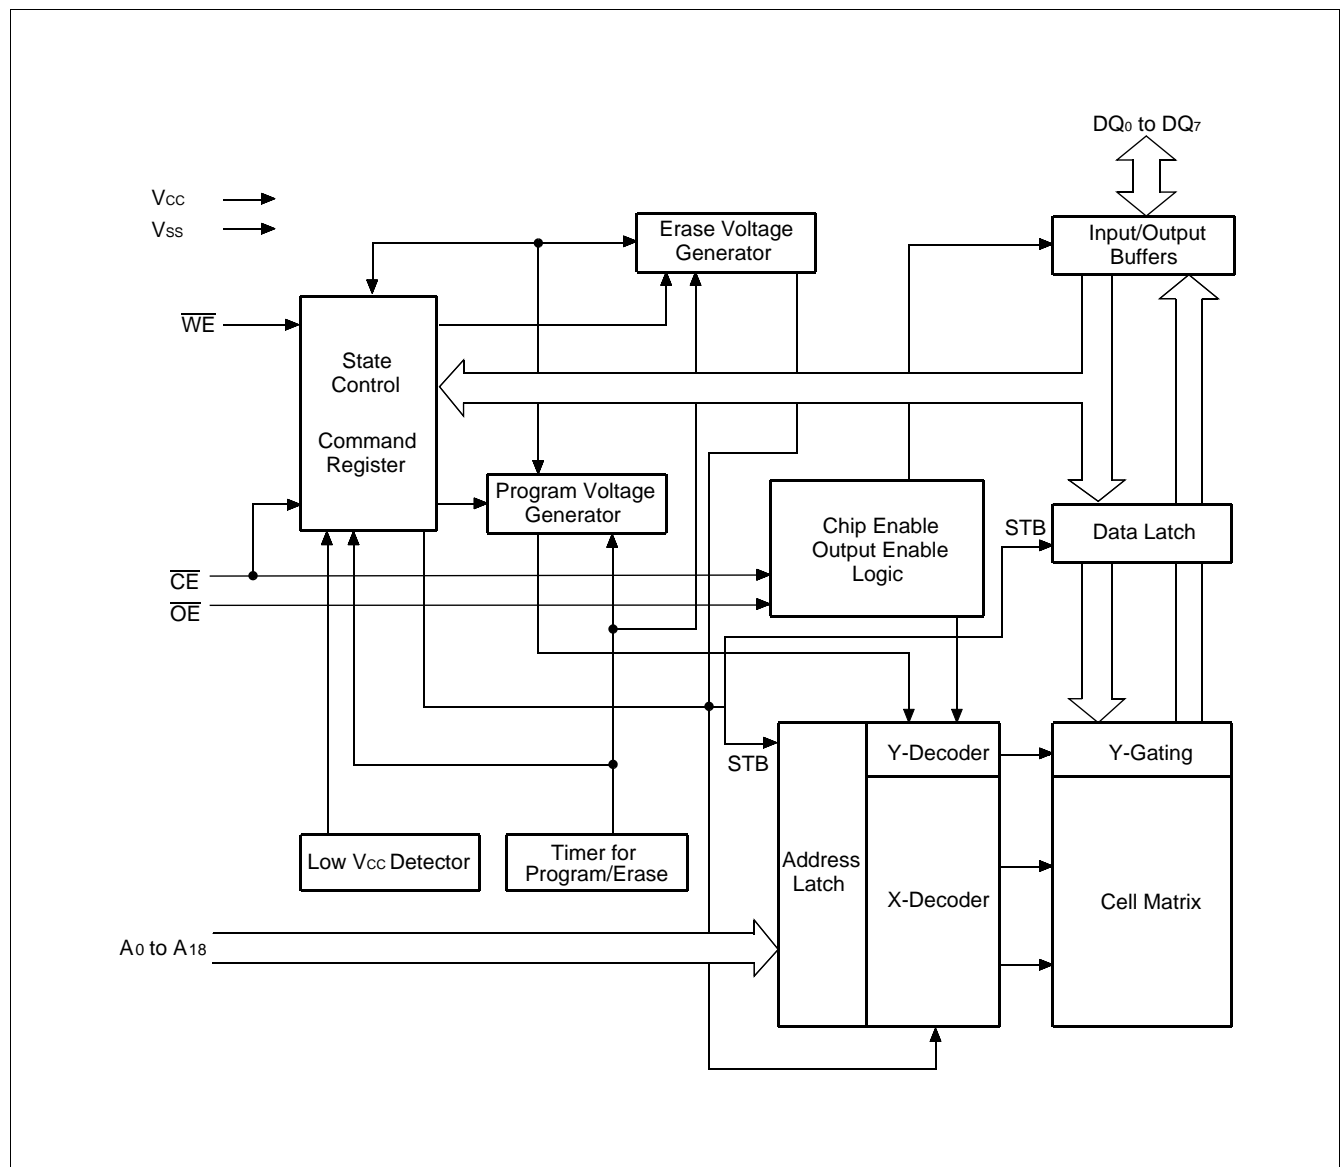 DQ0 to DQ7
VCC
VSS
Erase Voltage
Generator
Input/Output
Buffers
WE
State
Control
Command
Register
Program Voltage
Generator
Chip Enable
Output Enable
Logic
STB
Data Latch
CE
OE
STB
Y-Decoder
Y-Gating
Low VCC Detector
Timer for
Program/Erase
Address
Latch
X-Decoder
Cell Matrix
A0 to A18